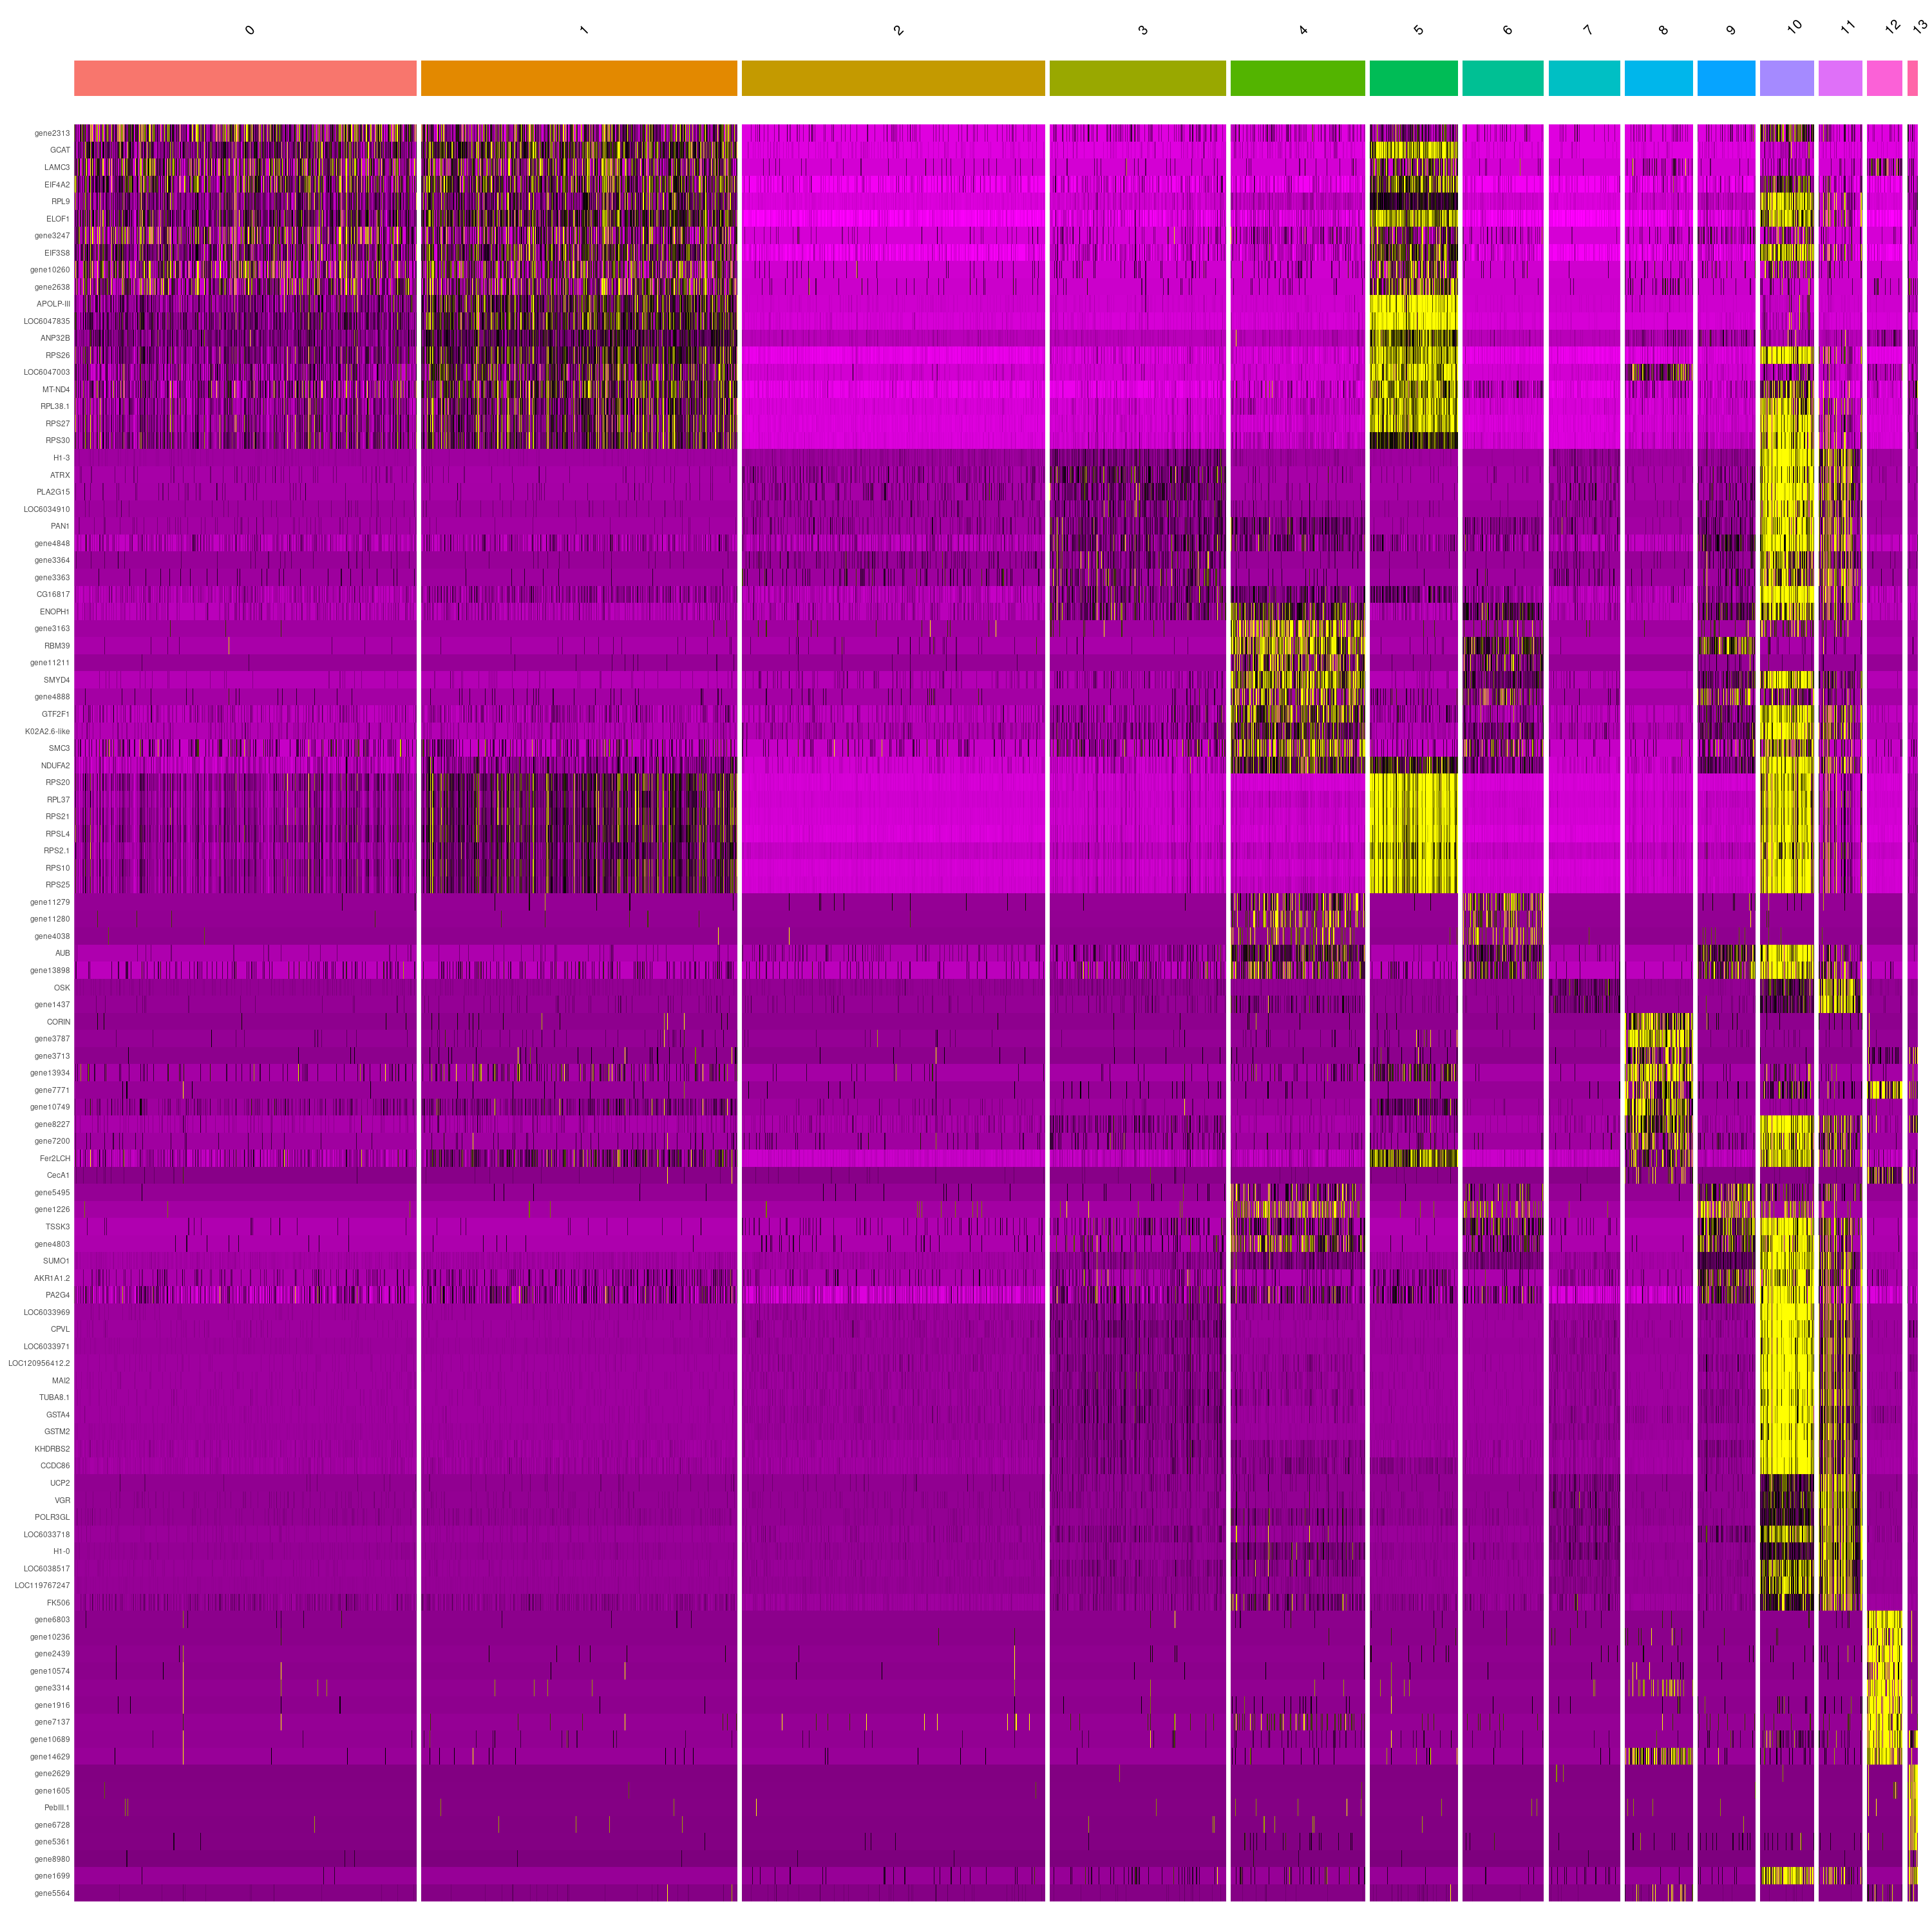 0 1 2 3 4 5 6 7 8 9 10 11 12 13
gene2313
GCAT
LAMC3
EIF4A2
RPL9
ELOF1
gene3247
EIF3S8
gene10260
gene2638
APOLP-III
LOC6047835
ANP32B
RPS26
LOC6047003
MT-ND4
RPL38.1
RPS27
RPS30
H1-3
ATRX
PLA2G15
LOC6034910
PAN1
gene4848
gene3364
gene3363
CG16817
ENOPH1
gene3163
RBM39
gene11211
SMYD4
gene4888
GTF2F1
K02A2.6-like
SMC3
NDUFA2
RPS20
RPL37
RPS21
RPSL4
RPS2.1
RPS10
RPS25
gene11279
gene11280
gene4038
AUB
gene13898
OSK
gene1437
CORIN
gene3787
gene3713
gene13934
gene7771
gene10749
gene8227
gene7200
Fer2LCH
CecA1
gene5495
gene1226
TSSK3
gene4803
SUMO1
AKR1A1.2
PA2G4
LOC6033969
CPVL
LOC6033971
LOC120956412.2
MAI2
TUBA8.1
GSTA4
GSTM2
KHDRBS2
CCDC86
UCP2
VGR
POLR3GL
LOC6033718
H1-0
LOC6038517
LOC119767247
FK506
gene6803
gene10236
gene2439
gene10574
gene3314
gene1916
gene7137
gene10689
gene14629
gene2629
gene1605
PebIII.1
gene6728
gene5361
gene8980
gene1699
gene5564